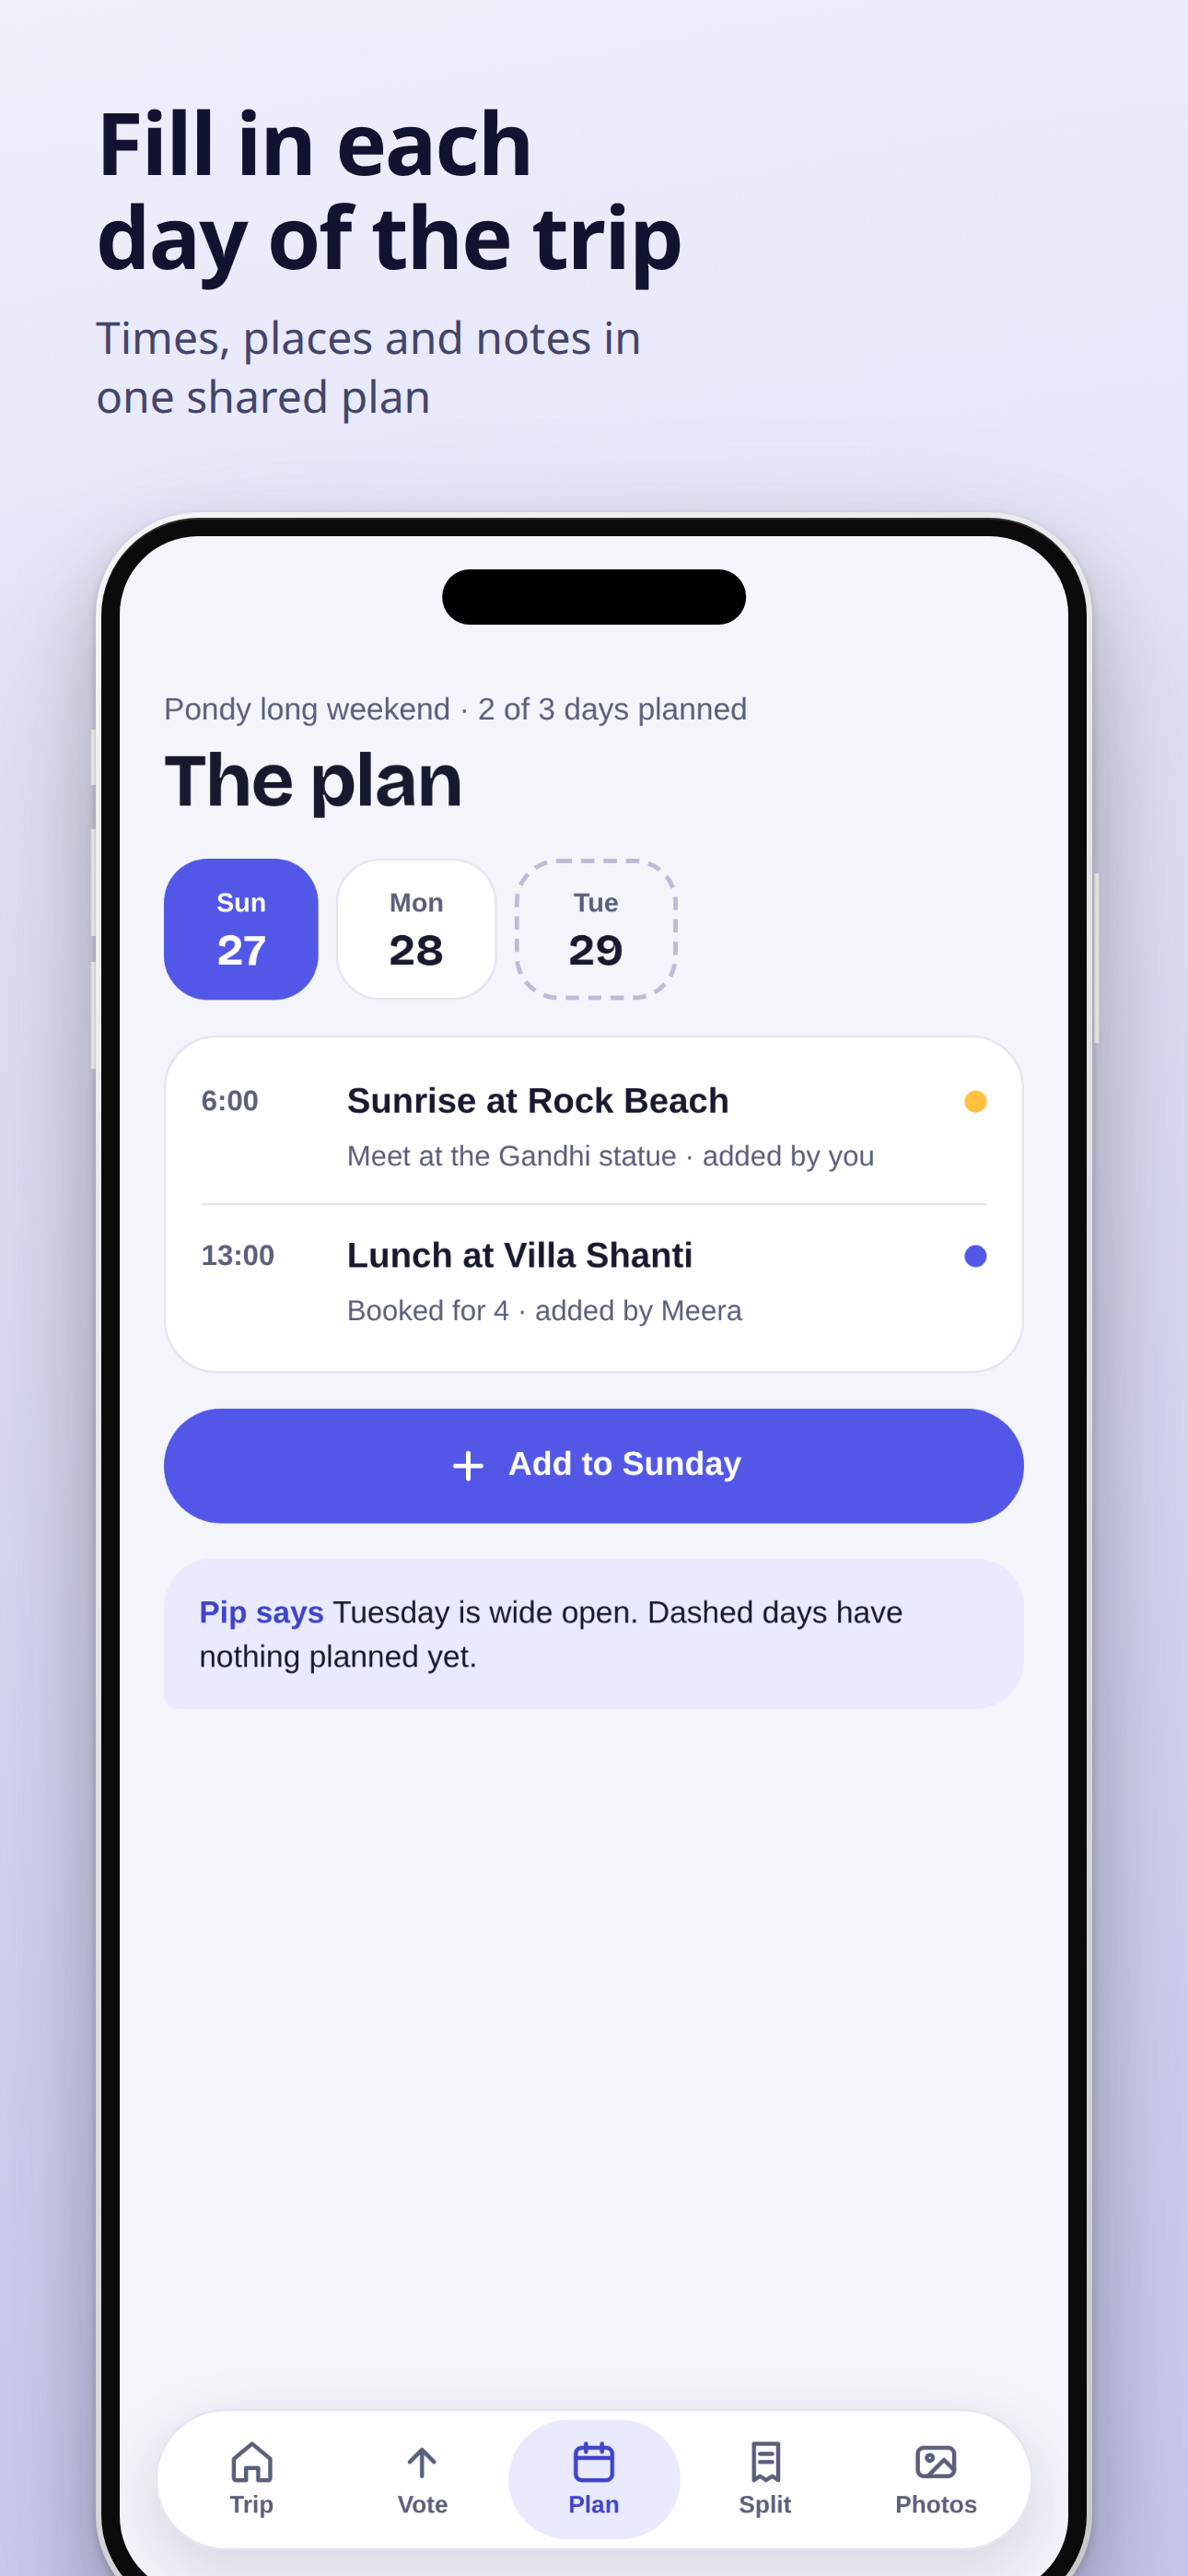 Fill in each
day of the trip
Times, places and notes in
one shared plan
Pondy long weekend · 2 of 3 days planned
The plan
Sun Mon Tue
27 28 29
6:00 Sunrise at Rock Beach
Meet at the Gandhi statue · added by you
13:00 Lunch at Villa Shanti
Booked for 4 · added by Meera
Add to Sunday
Pip says Tuesday is wide open. Dashed days have
nothing planned yet.
Trip Vote Plan Split Photos